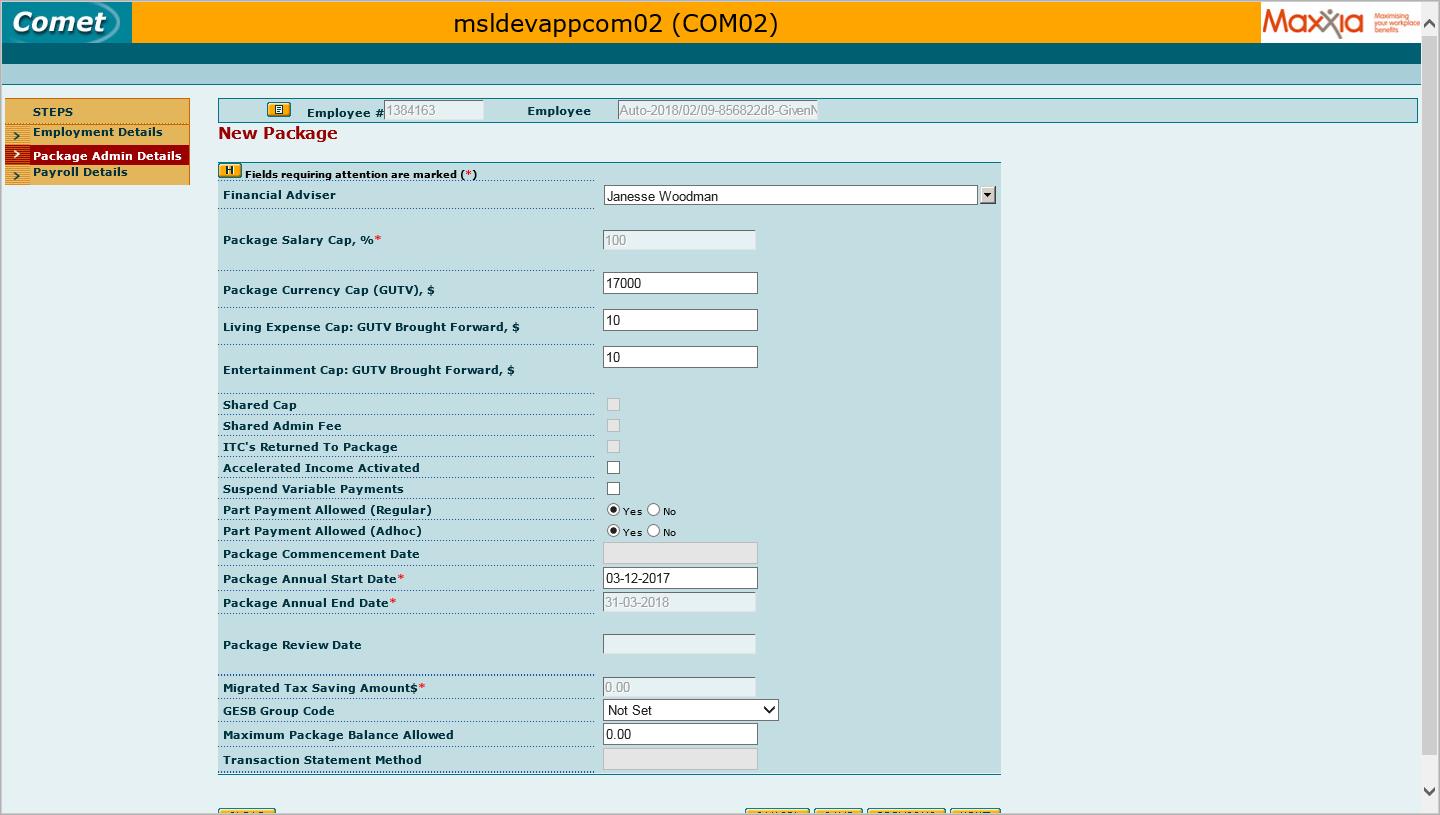 Comet
msldevappcom02 (COM02)
Maxxia Maximising your workplace benefits
STEPS
Employment Details
Package Admin Details
Payroll Details
Employee # 1384163 Employee Auto-2018/02/09-856822d8-GivenN
New Package
H Fields requiring attention are marked (*)
Financial Adviser Janesse Woodman
Package Salary Cap, %* 100
Package Currency Cap (GUTV), $ 17000
Living Expense Cap: GUTV Brought Forward, $ 10
Entertainment Cap: GUTV Brought Forward, $ 10
Shared Cap
Shared Admin Fee
ITC's Returned To Package
Accelerated Income Activated
Suspend Variable Payments
Part Payment Allowed (Regular) Yes No
Part Payment Allowed (Adhoc) Yes No
Package Commencement Date
Package Annual Start Date* 03-12-2017
Package Annual End Date* 31-03-2018
Package Review Date
Migrated Tax Saving Amount$* 0.00
GESB Group Code Not Set
Maximum Package Balance Allowed 0.00
Transaction Statement Method